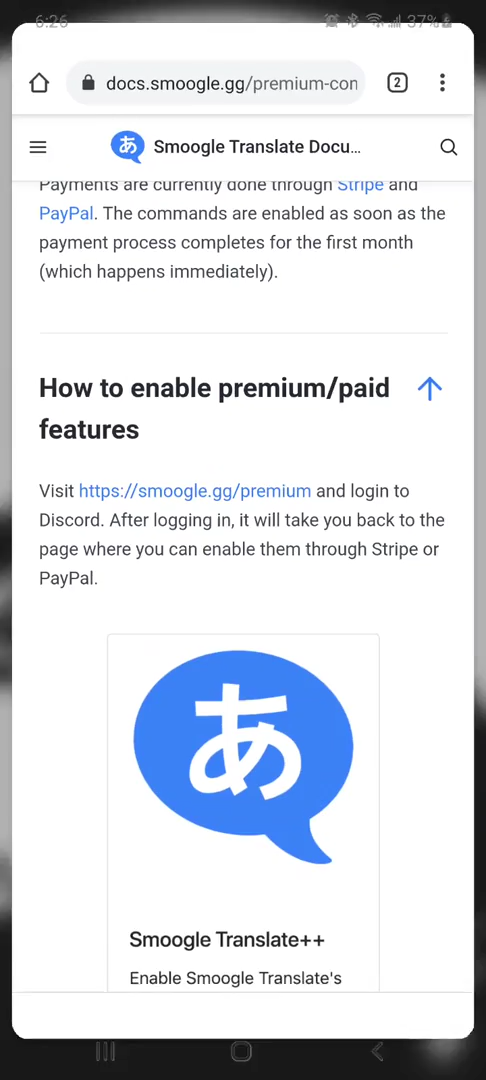 6:26
37%
docs.smoogle.gg/premium-con
2
あ
Smoogle Translate Docu...
Payments are currently done through Stripe and
PayPal. The commands are enabled as soon as the
payment process completes for the first month
(which happens immediately).
How to enable premium/paid
features
Visit https://smoogle.gg/premium and login to
Discord. After logging in, it will take you back to the
page where you can enable them through Stripe or
PayPal.
あ
Smoogle Translate++
Enable Smoogle Translate's